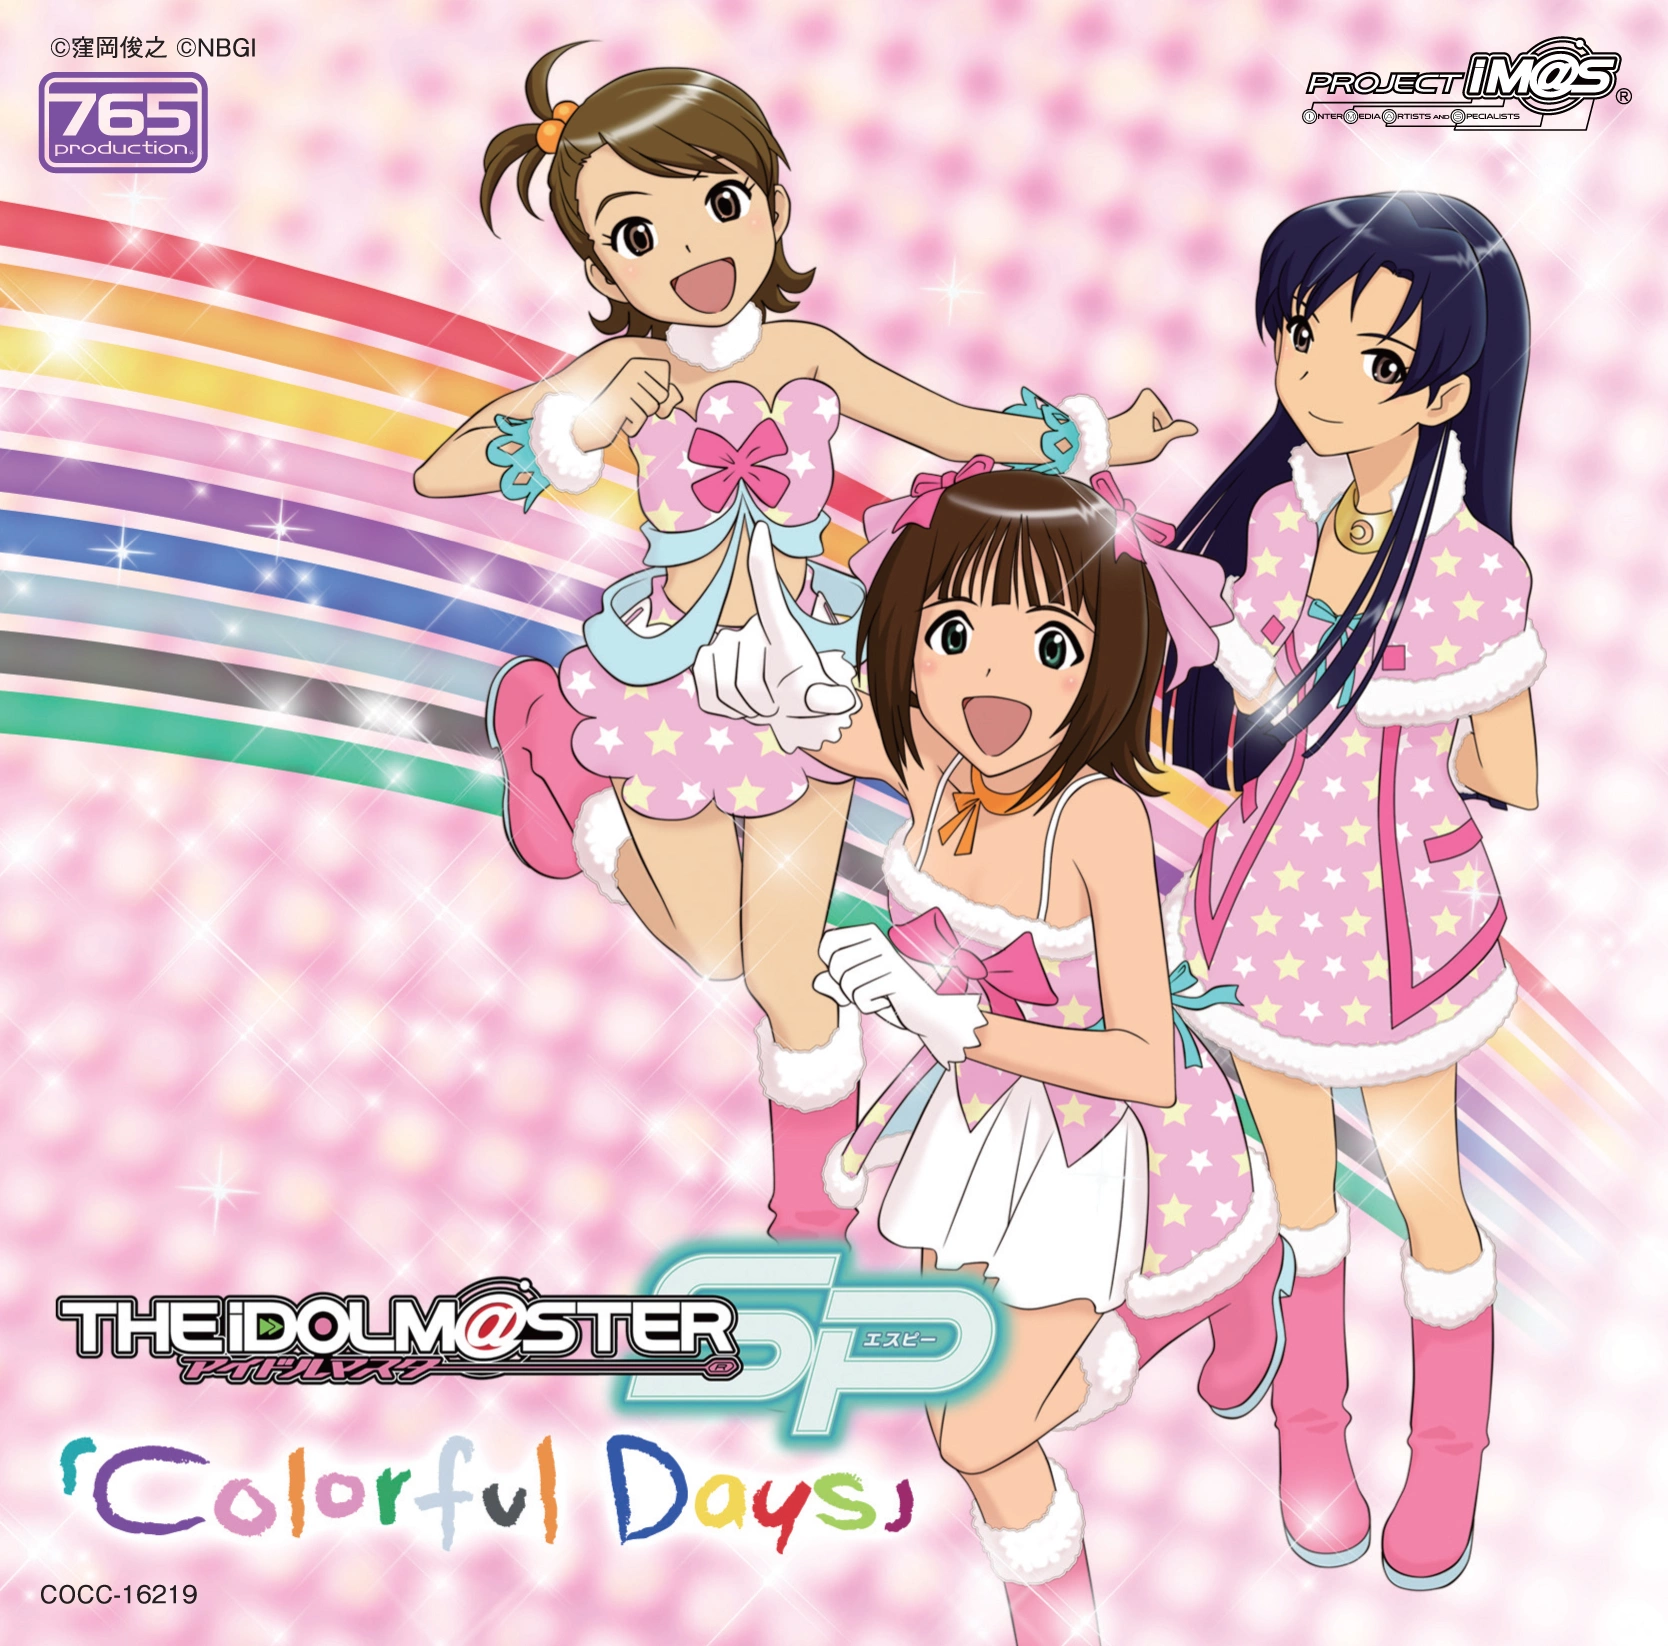 ©窪岡俊之 ©NBGI
765
production
PROJECT iM@S®
INTER MEDIA ARTISTS AND SPECIALISTS
THE iDOLM@STER SP
エスピー
アイドルマスター ®
「Colorful Days」
COCC-16219